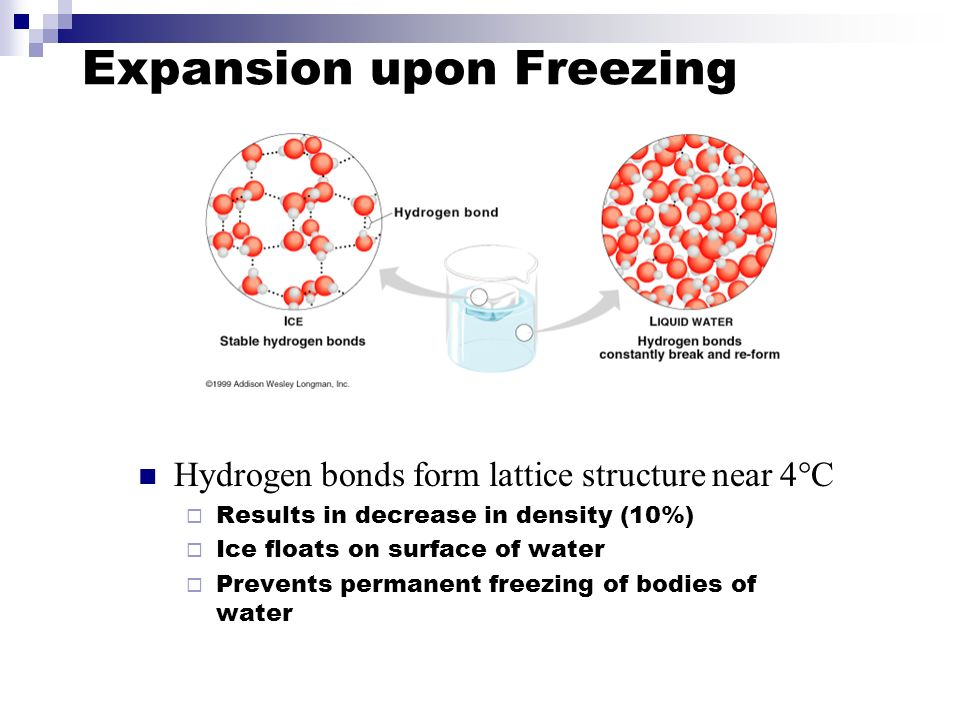 Expansion upon Freezing
Hydrogen bond
ICE
Stable hydrogen bonds
LIQUID WATER
Hydrogen bonds
constantly break and re-form
©1999 Addison Wesley Longman, Inc.
Hydrogen bonds form lattice structure near 4°C
Results in decrease in density (10%)
Ice floats on surface of water
Prevents permanent freezing of bodies of
water